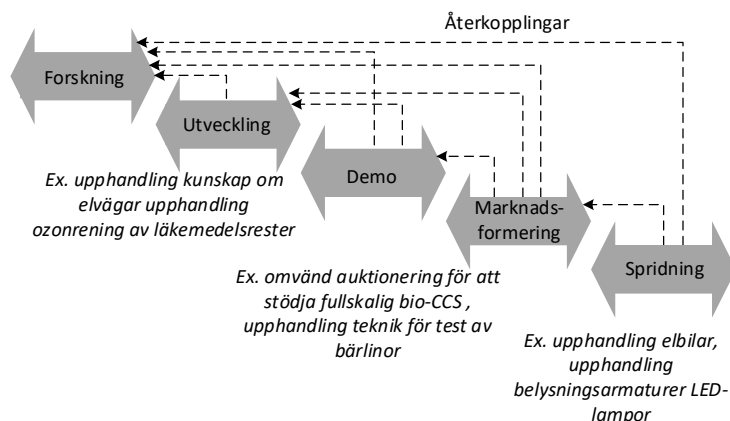 Återkopplingar
Forskning
Utveckling
Ex. upphandling kunskap om
elvägar upphandling
ozonrening av läkemedelsrester
Demo
Marknads-
formering
Ex. omvänd auktionering för att
stödja fullskalig bio-CCS ,
upphandling teknik för test av
bärlinor
Spridning
Ex. upphandling elbilar,
upphandling
belysningsarmaturer LED-
lampor